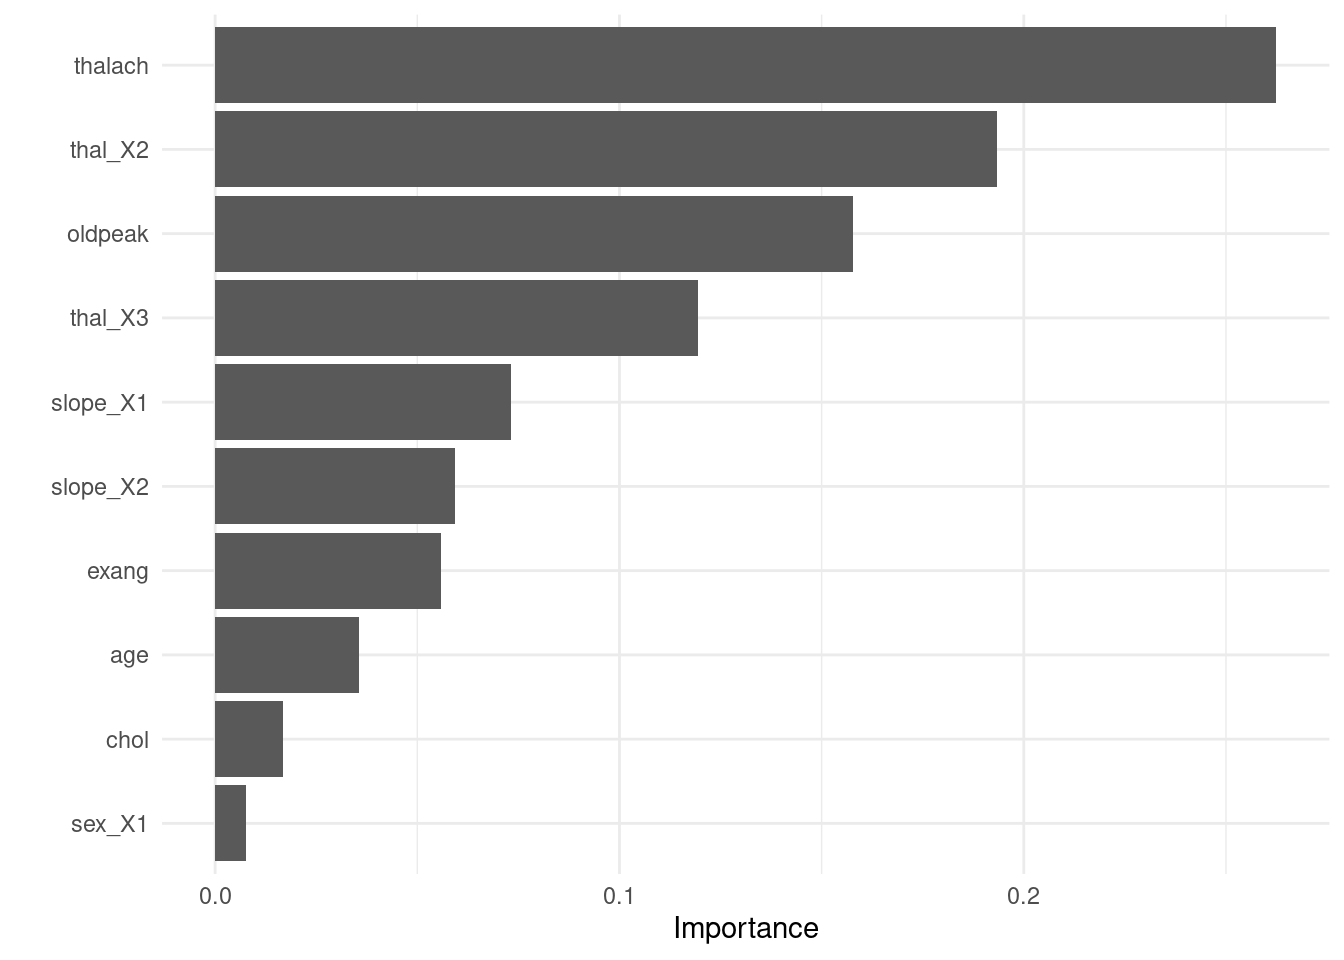 thalach
thal_X2
oldpeak
thal_X3
slope_X1
slope_X2
exang
age
chol
sex_X1
0.0 0.1 0.2
Importance